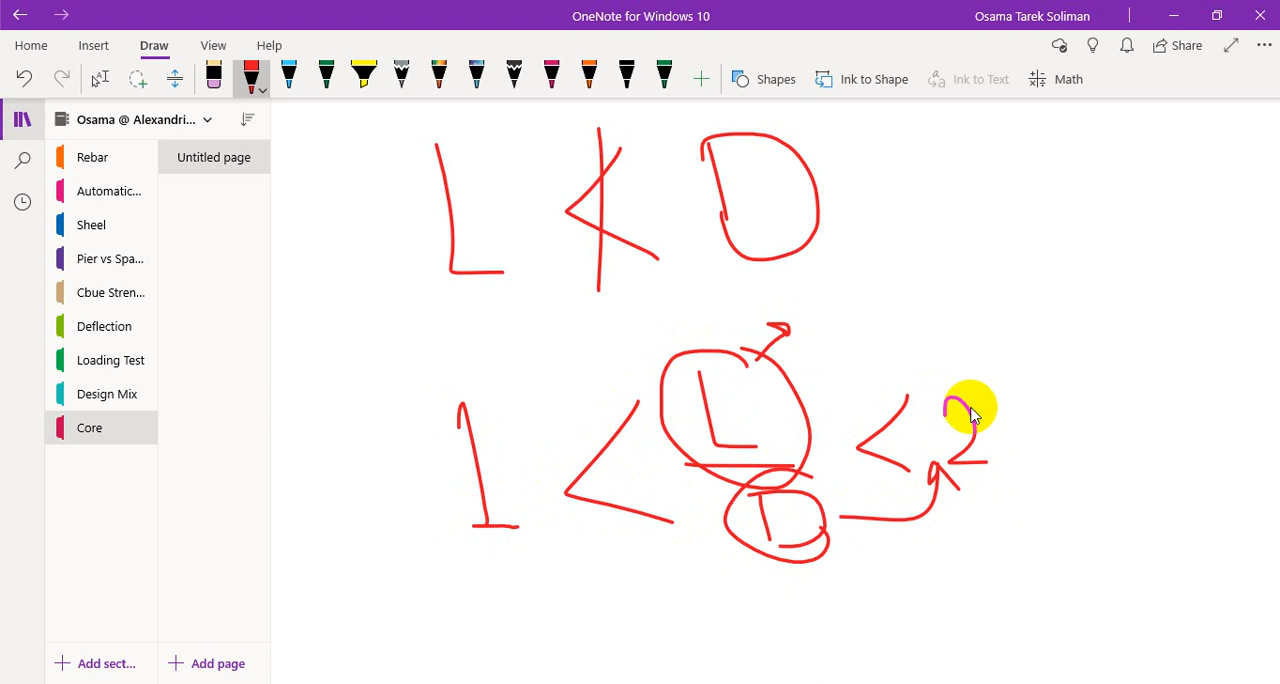 OneNote for Windows 10
Osama Tarek Soliman
Home Insert Draw View Help
Share
Shapes Ink to Shape Ink to Text Math
Osama @ Alexandri...
Rebar
Automatic...
Sheel
Pier vs Spa...
Cbue Stren...
Deflection
Loading Test
Design Mix
Core
Untitled page
L < D
1 < L / D < 2
Add sect...
Add page